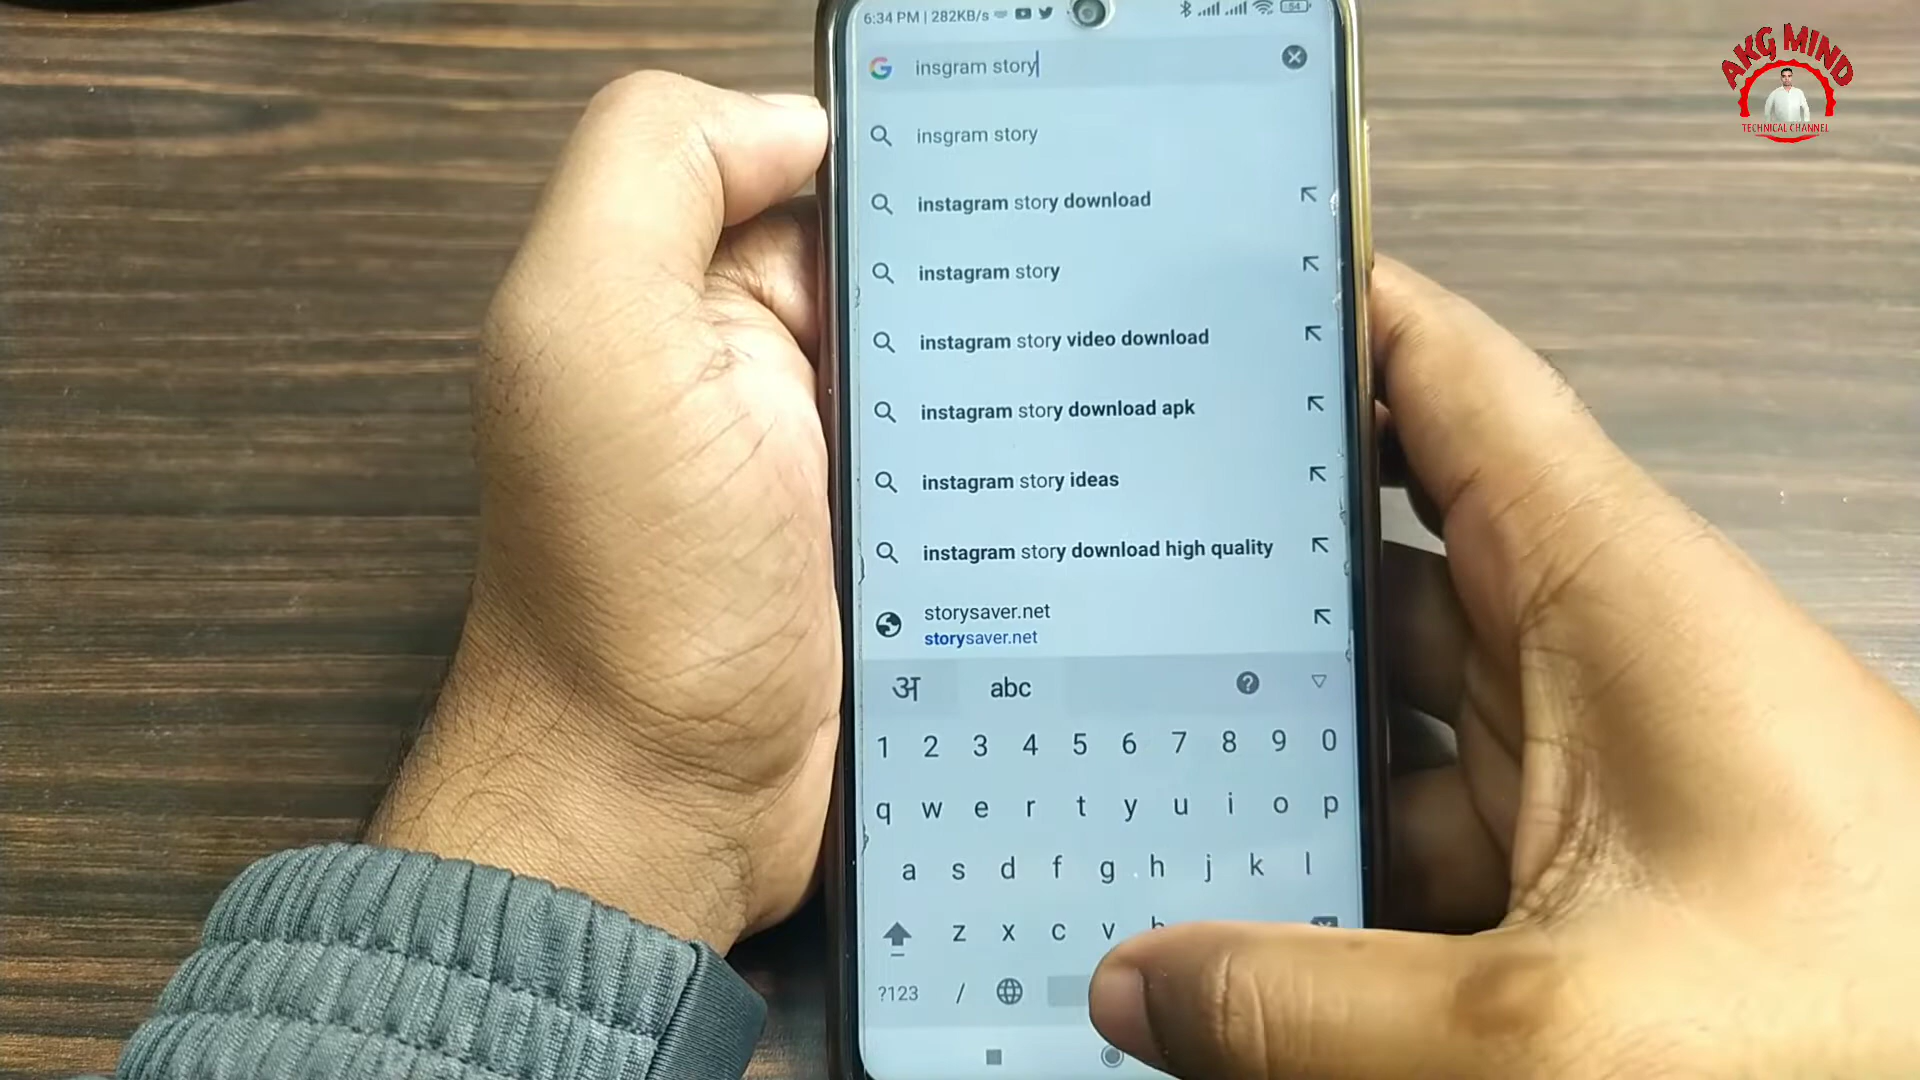 6:34 PM | 282KB/s
54
insgram story
insgram story
instagram story download
instagram story
instagram story video download
instagram story download apk
instagram story ideas
instagram story download high quality
storysaver.net
storysaver.net
अ abc
1 2 3 4 5 6 7 8 9 0
q w e r t y u i o p
a s d f g h j k l
z x c v b
?123 /
AKG MIND
TECHNICAL CHANNEL